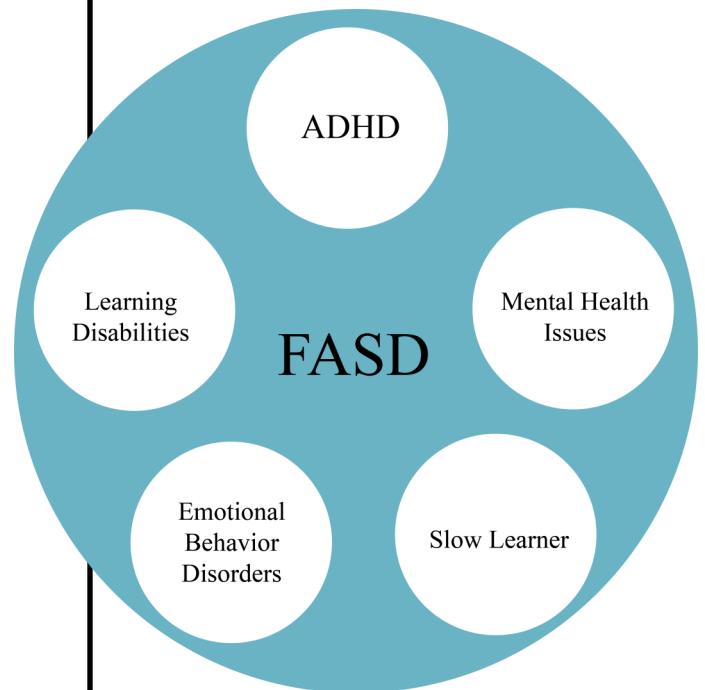 ADHD
Learning
Disabilities
Mental Health
Issues
FASD
Emotional
Behavior
Disorders
Slow Learner